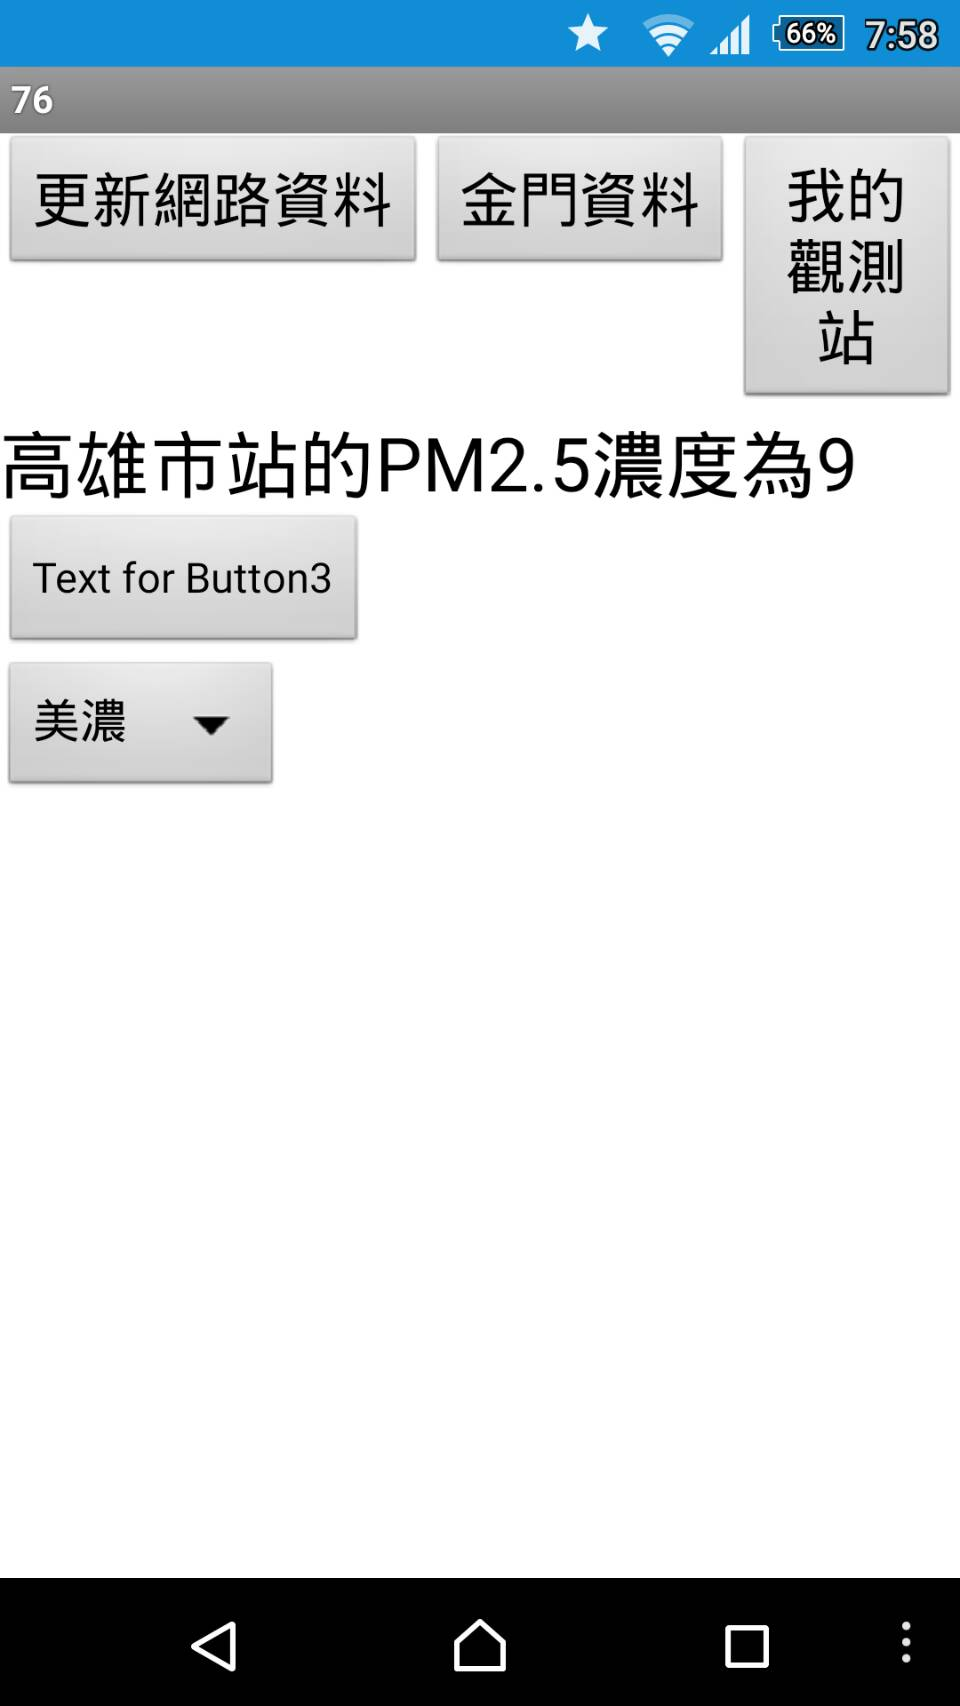 66% 7:58
76
更新網路資料
金門資料
我的
觀測
站
高雄市站的PM2.5濃度為9
Text for Button3
美濃